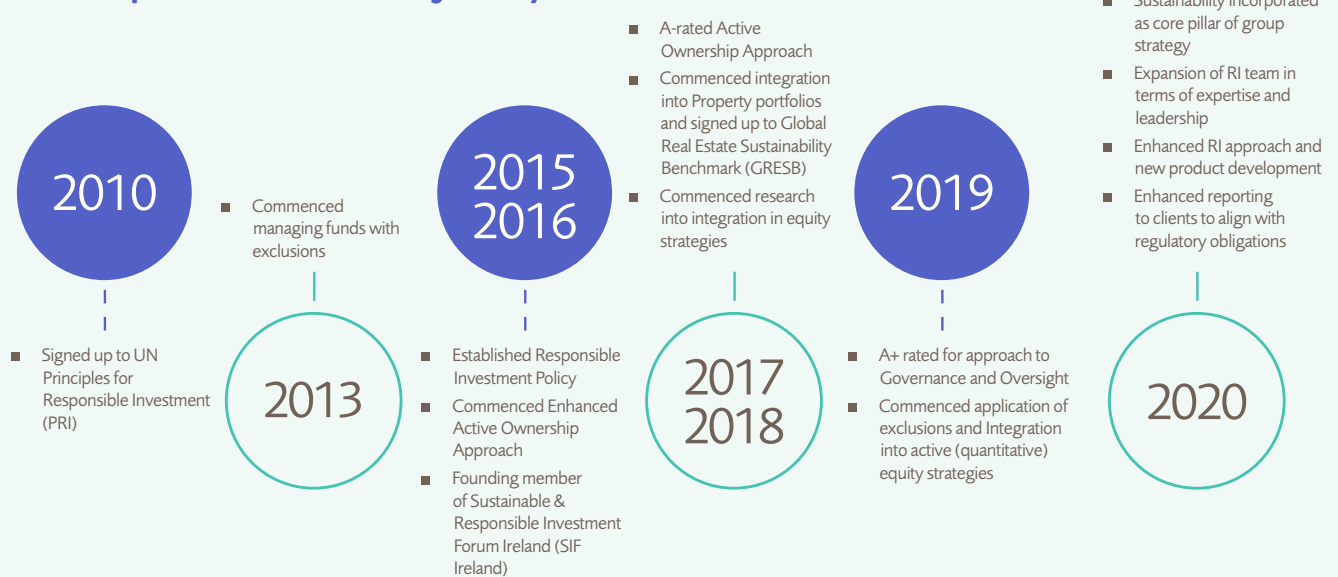 2010
Signed up to UN
Principles for
Responsible Investment
(PRI)
Commenced
managing funds with
exclusions
2013
2015
2016
Established Responsible
Investment Policy
Commenced Enhanced
Active Ownership
Approach
Founding member
of Sustainable &
Responsible Investment
Forum Ireland (SIF
Ireland)
A-rated Active
Ownership Approach
Commenced integration
into Property portfolios
and signed up to Global
Real Estate Sustainability
Benchmark (GRESB)
Commenced research
into integration in equity
strategies
2017
2018
2019
A+ rated for approach to
Governance and Oversight
Commenced application of
exclusions and Integration
into active (quantitative)
equity strategies
Sustainability incorporated
as core pillar of group
strategy
Expansion of RI team in
terms of expertise and
leadership
Enhanced RI approach and
new product development
Enhanced reporting
to clients to align with
regulatory obligations
2020